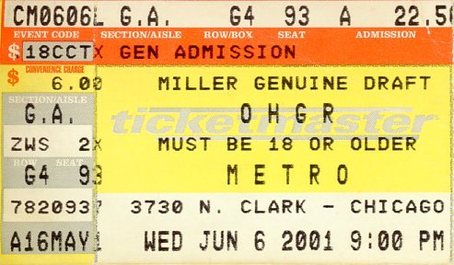 CM0606L G.A. G4 93 A 22.50
EVENT CODE SECTION/AISLE ROW/BOX SEAT ADMISSION
$ 18CCTX GEN ADMISSION
$ CONVENIENCE CHARGE
6.00 MILLER GENUINE DRAFT
SECTION/AISLE
G.A. OHGR
ticketmaster
ZWS 2X MUST BE 18 OR OLDER
ROW SEAT
G4 93 METRO
7820937 3730 N. CLARK - CHICAGO
A16MAY1 WED JUN 6 2001 9:00 PM